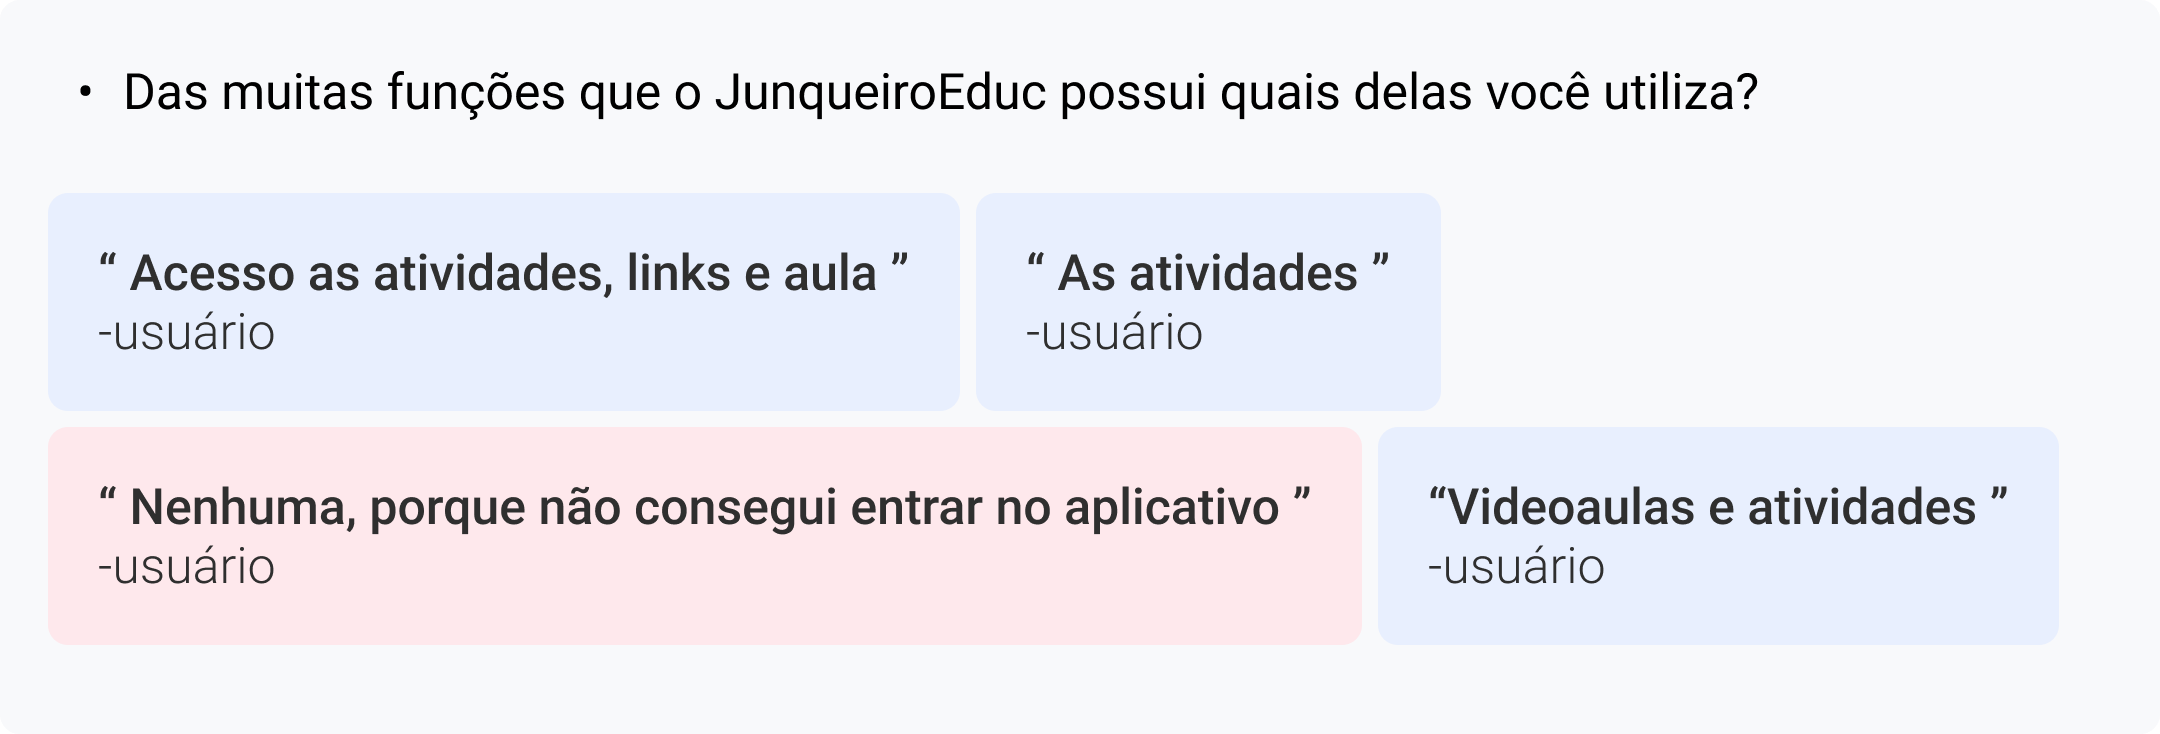 • Das muitas funções que o JunqueiroEduc possui quais delas você utiliza?
“ Acesso as atividades, links e aula ”
-usuário
“ As atividades ”
-usuário
“ Nenhuma, porque não consegui entrar no aplicativo ”
-usuário
“Videoaulas e atividades ”
-usuário